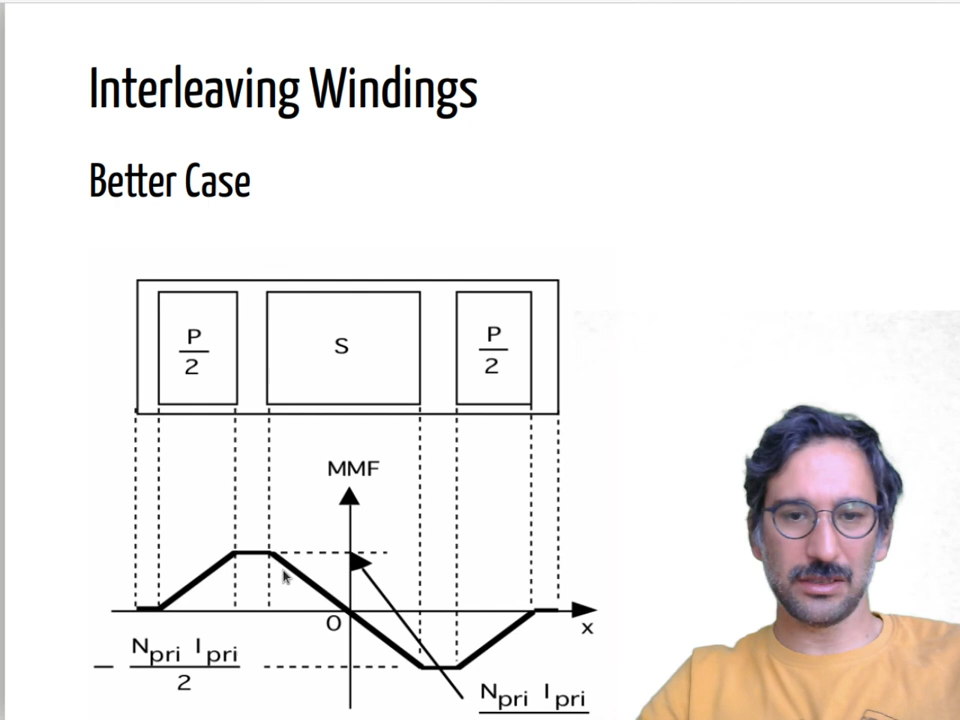 Interleaving Windings
Better Case
P
2
S
P
2
MMF
0
x
– N_pri I_pri
2
N_pri I_pri